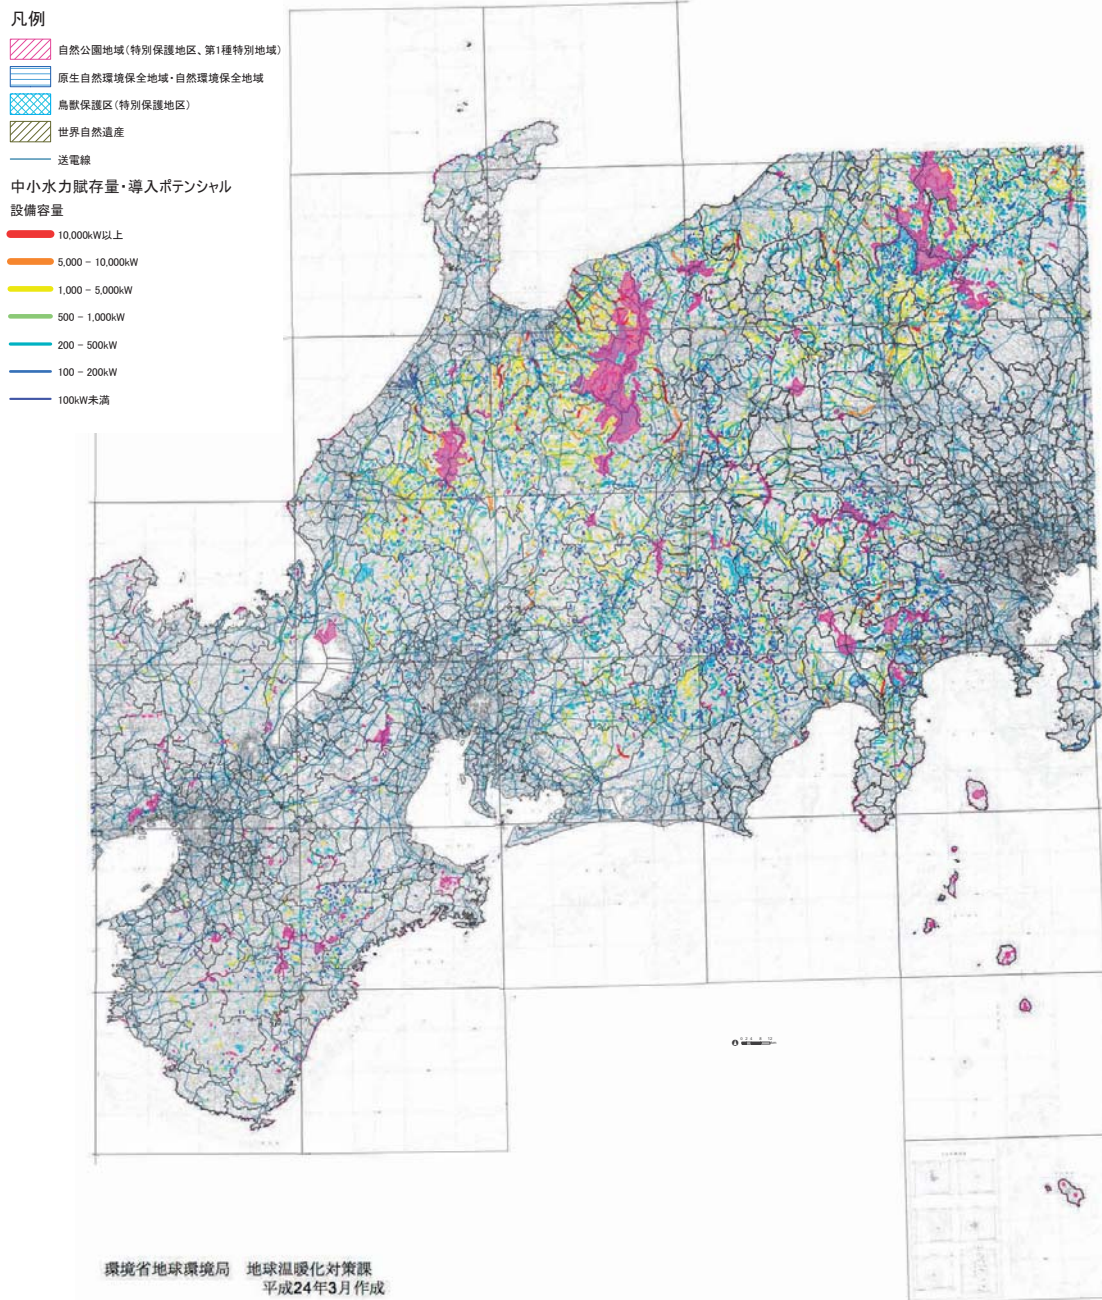 凡例
自然公園地域(特別保護地区、第1種特別地域)
原生自然環境保全地域・自然環境保全地域
鳥獣保護区(特別保護地区)
世界自然遺産
送電線
中小水力賦存量・導入ポテンシャル
設備容量
10,000kW以上
5,000 - 10,000kW
1,000 - 5,000kW
500 - 1,000kW
200 - 500kW
100 - 200kW
100kW未満
環境省地球環境局 地球温暖化対策課
平成24年3月作成